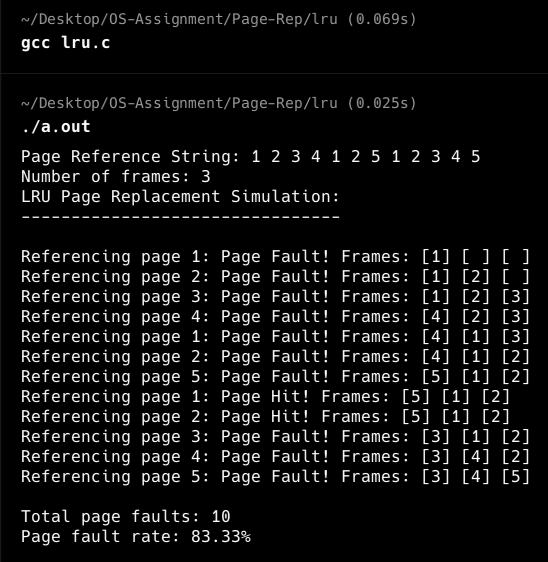 ~/Desktop/OS-Assignment/Page-Rep/lru (0.069s)
gcc lru.c
~/Desktop/OS-Assignment/Page-Rep/lru (0.025s)
./a.out
Page Reference String: 1 2 3 4 1 2 5 1 2 3 4 5
Number of frames: 3
LRU Page Replacement Simulation:
--------------------------------
Referencing page 1: Page Fault! Frames: [1] [ ] [ ]
Referencing page 2: Page Fault! Frames: [1] [2] [ ]
Referencing page 3: Page Fault! Frames: [1] [2] [3]
Referencing page 4: Page Fault! Frames: [4] [2] [3]
Referencing page 1: Page Fault! Frames: [4] [1] [3]
Referencing page 2: Page Fault! Frames: [4] [1] [2]
Referencing page 5: Page Fault! Frames: [5] [1] [2]
Referencing page 1: Page Hit! Frames: [5] [1] [2]
Referencing page 2: Page Hit! Frames: [5] [1] [2]
Referencing page 3: Page Fault! Frames: [3] [1] [2]
Referencing page 4: Page Fault! Frames: [3] [4] [2]
Referencing page 5: Page Fault! Frames: [3] [4] [5]
Total page faults: 10
Page fault rate: 83.33%